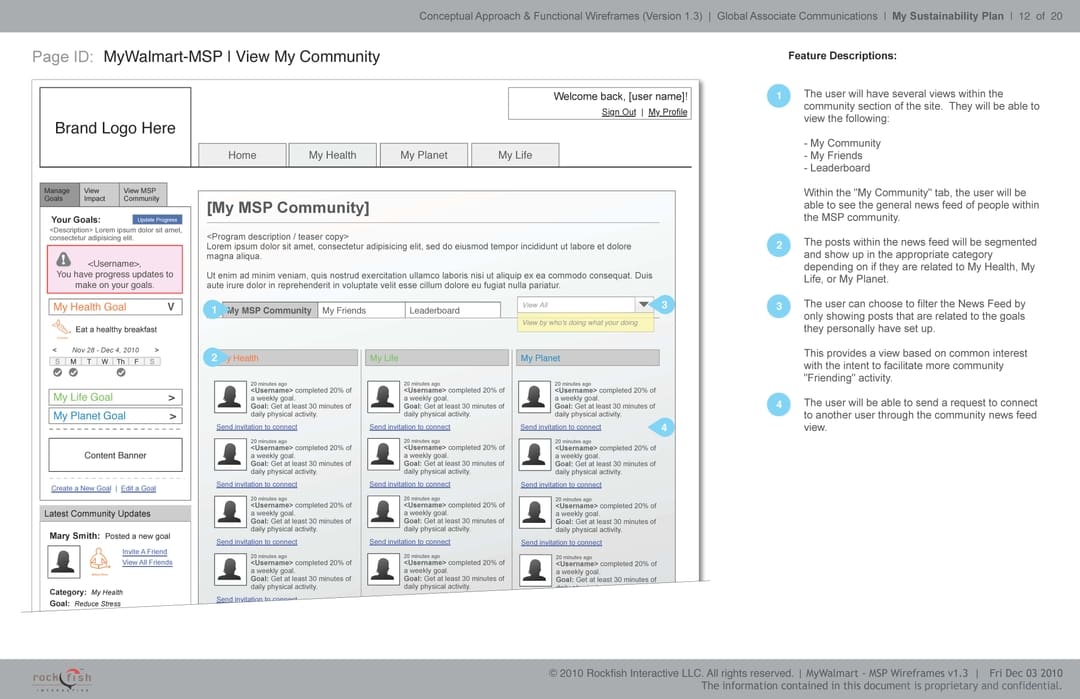 Conceptual Approach & Functional Wireframes (Version 1.3) | Global Associate Communications | My Sustainability Plan | 12 of 20
Page ID: MyWalmart-MSP | View My Community
Brand Logo Here
Welcome back, [user name]!
Sign Out | My Profile
Home
My Health
My Planet
My Life
Manage Goals
View Impact
View MSP Community
Your Goals:
Update Progress
<Description> Lorem ipsum dolor sit amet,
consectetur adipisicing elit.
<Username>,
You have progress updates to
make on your goals.
My Health Goal V
Eat a healthy breakfast
< Nov 28 - Dec 4, 2010 >
S M T W Th F S
My Life Goal >
My Planet Goal >
Content Banner
Create a New Goal | Edit a Goal
Latest Community Updates
Mary Smith: Posted a new goal
Invite A Friend
View All Friends
Category: My Health
Goal: Reduce Stress
[My MSP Community]
<Program description / teaser copy>
Lorem ipsum dolor sit amet, consectetur adipisicing elit, sed do eiusmod tempor incididunt ut labore et dolore
magna aliqua.
Ut enim ad minim veniam, quis nostrud exercitation ullamco laboris nisi ut aliquip ex ea commodo consequat. Duis
aute irure dolor in reprehenderit in voluptate velit esse cillum dolore eu fugiat nulla pariatur.
1
My MSP Community
My Friends
Leaderboard
View All
3
View by who's doing what your doing
2
y Health
My Life
My Planet
20 minutes ago
<Username> completed 20% of
a weekly goal.
Goal: Get at least 30 minutes of
daily physical activity.
Send invitation to connect
20 minutes ago
<Username> completed 20% of
a weekly goal.
Goal: Get at least 30 minutes of
daily physical activity.
Send invitation to connect
20 minutes ago
<Username> completed 20% of
a weekly goal.
Goal: Get at least 30 minutes of
daily physical activity.
Send invitation to connect
4
20 minutes ago
<Username> completed 20% of
a weekly goal.
Goal: Get at least 30 minutes of
daily physical activity.
Send invitation to connect
20 minutes ago
<Username> completed 20% of
a weekly goal.
Goal: Get at least 30 minutes of
daily physical activity.
Send invitation to connect
20 minutes ago
<Username> completed 20% of
a weekly goal.
Goal: Get at least 30 minutes of
daily physical activity.
Send invitation to connect
20 minutes ago
<Username> completed 20% of
a weekly goal.
Goal: Get at least 30 minutes of
daily physical activity.
Send invitation to connect
20 minutes ago
<Username> completed 20% of
a weekly goal.
Goal: Get at least 30 minutes of
daily physical activity.
Send invitation to connect
20 minutes ago
<Username> completed 20% of
a weekly goal.
Goal: Get at least 30 minutes of
daily physical activity.
Send invitation to connect
20 minutes ago
<Username> completed 20% of
a weekly goal.
Goal: Get at least 30 minutes of
daily physical activity.
Send invitation to connect
20 minutes ago
<Username> completed 20% of
a weekly goal.
Goal: Get at least 30 minutes of
daily physical activity.
20 minutes ago
<Username> completed 20% of
a weekly goal.
Goal: Get at least 30 minutes of
Feature Descriptions:
1
The user will have several views within the
community section of the site. They will be able to
view the following:
- My Community
- My Friends
- Leaderboard
Within the "My Community" tab, the user will be
able to see the general news feed of people within
the MSP community.
2
The posts within the news feed will be segmented
and show up in the appropriate category
depending on if they are related to My Health, My
Life, or My Planet.
3
The user can choose to filter the News Feed by
only showing posts that are related to the goals
they personally have set up.
This provides a view based on common interest
with the intent to facilitate more community
"Friending" activity.
4
The user will be able to send a request to connect
to another user through the community news feed
view.
rockfish
INTERACTIVE
© 2010 Rockfish Interactive LLC. All rights reserved. | MyWalmart - MSP Wireframes v1.3 | Fri Dec 03 2010
The information contained in this document is proprietary and confidential.